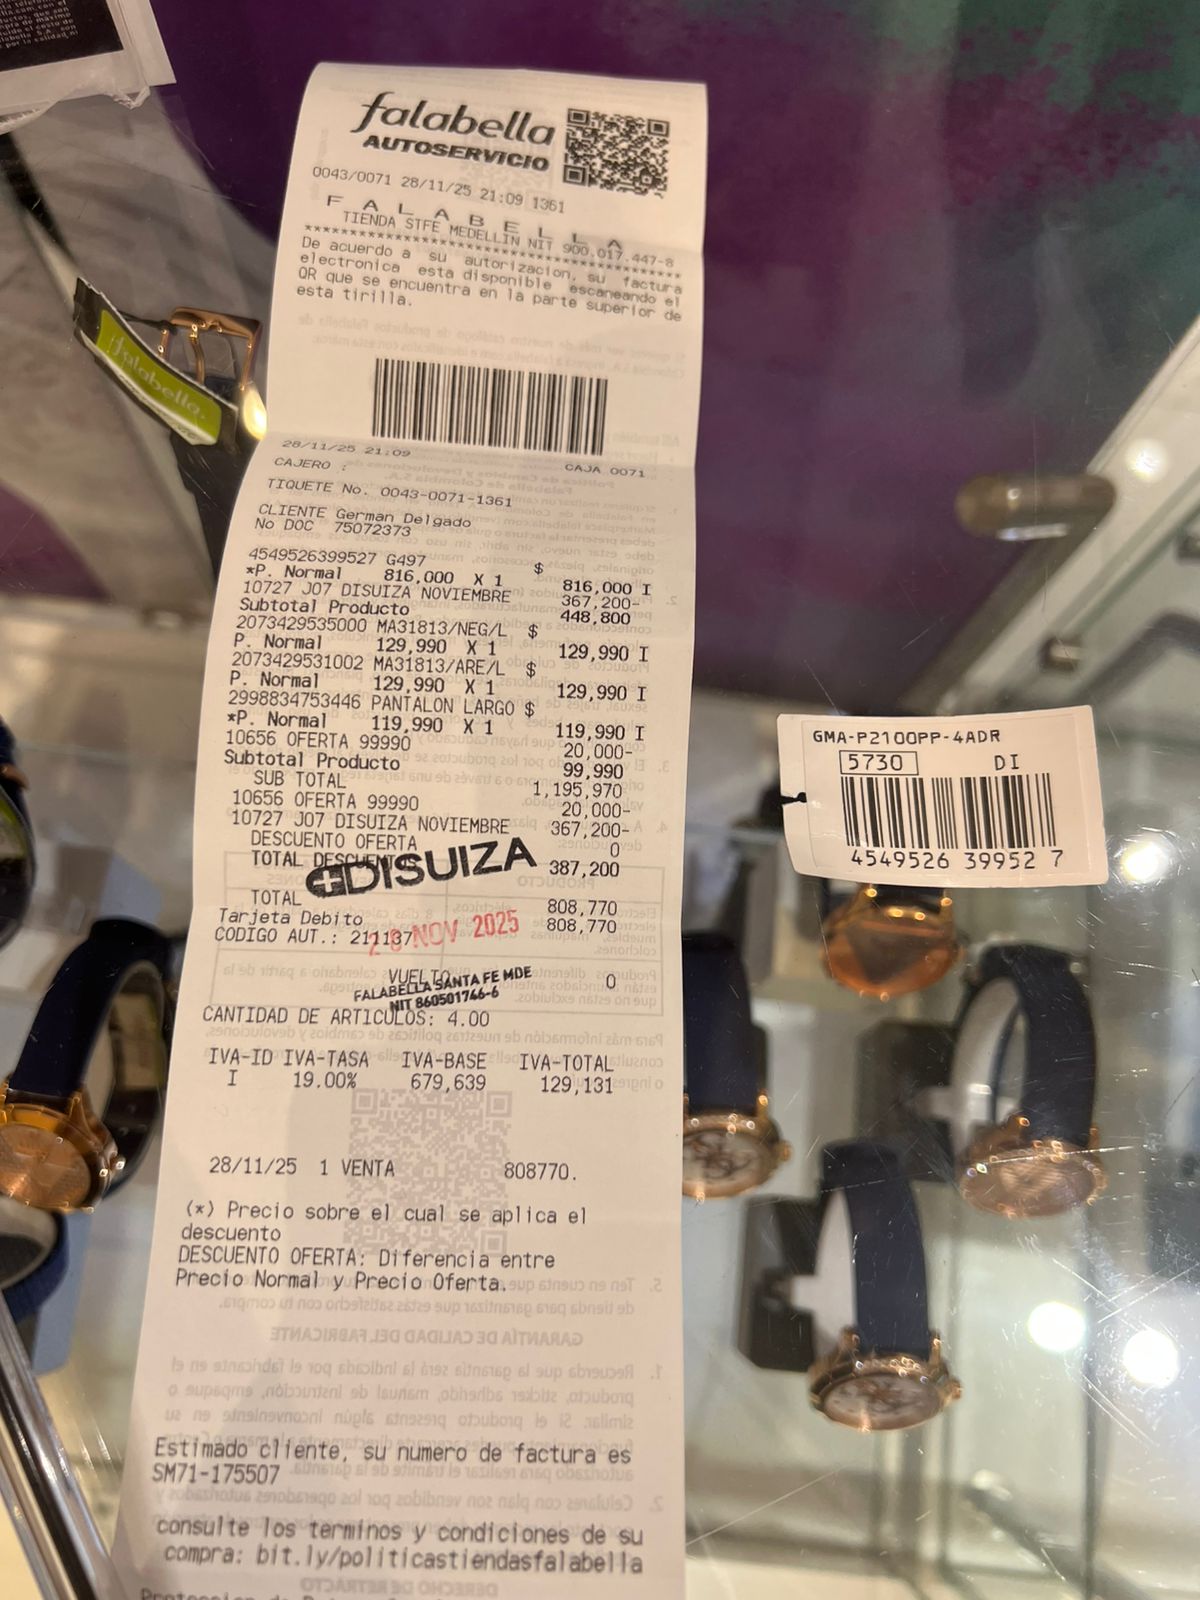 falabella
AUTOSERVICIO
0043/0071 28/11/25 21:09 1361
F A L A B E L L A
TIENDA STFE MEDELLIN NIT 900.017.447-8
****************************************
De acuerdo a su autorizacion, su factura
electronica esta disponible escaneando el
QR que se encuentra en la parte superior de
esta tirilla.
28/11/25 21:09 CAJA 0071
CAJERO :
TIQUETE No. 0043-0071-1361
CLIENTE German Delgado
No DOC 75072373
4549526399527 G497 $
*P. Normal 816,000 X 1 816,000 I
10727 J07 DISUIZA NOVIEMBRE 367,200-
Subtotal Producto 448,800
2073429535000 MA31813/NEG/L $
P. Normal 129,990 X 1 129,990 I
2073429531002 MA31813/ARE/L $
P. Normal 129,990 X 1 129,990 I
2998834753446 PANTALON LARGO $
*P. Normal 119,990 X 1 119,990 I
10656 OFERTA 99990 20,000-
Subtotal Producto 99,990
SUB TOTAL 1,195,970
10656 OFERTA 99990 20,000-
10727 J07 DISUIZA NOVIEMBRE 367,200-
DESCUENTO OFERTA 0
TOTAL DESCUENTOS 387,200
DISUIZA
TOTAL 808,770
Tarjeta Debito 808,770
CODIGO AUT.: 211137
28 NOV 2025
VUELTO 0
FALABELLA SANTA FE MDE
NIT 860501746-6
CANTIDAD DE ARTICULOS: 4.00
IVA-ID IVA-TASA IVA-BASE IVA-TOTAL
I 19.00% 679,639 129,131
28/11/25 1 VENTA 808770.
(*) Precio sobre el cual se aplica el
descuento
DESCUENTO OFERTA: Diferencia entre
Precio Normal y Precio Oferta.
Estimado cliente, su numero de factura es
SM71-175507
consulte los terminos y condiciones de su
compra: bit.ly/politicastiendasfalabella
GMA-P2100PP-4ADR
5730 DI
4549526 39952 7
falabella.